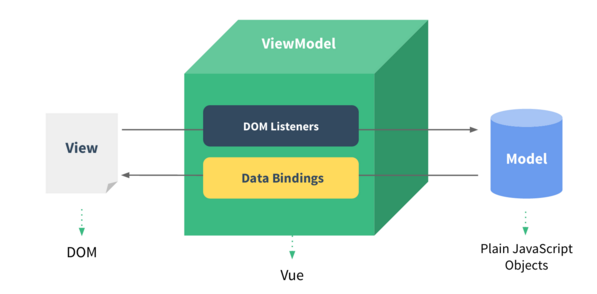 ViewModel
DOM Listeners
View
Model
Data Bindings
DOM
Plain JavaScript
Objects
Vue